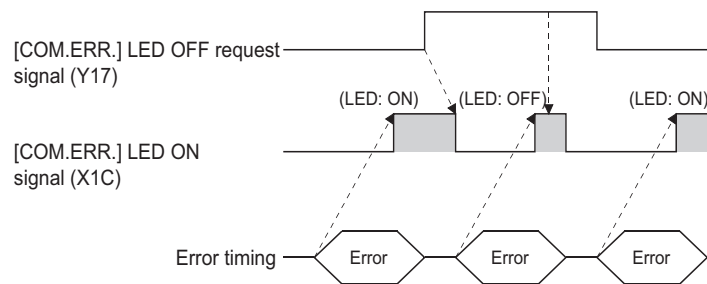 [COM.ERR.] LED OFF request
signal (Y17)
(LED: ON) (LED: OFF) (LED: ON)
[COM.ERR.] LED ON
signal (X1C)
Error timing Error Error Error